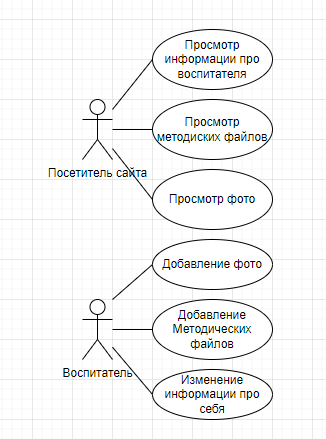 Просмотр
информации про
воспитателя
Просмотр
методиских файлов
Посетитель сайта
Просмотр фото
Добавление фото
Добавление
Методических
файлов
Воспитатель
Изменение
информации про
себя